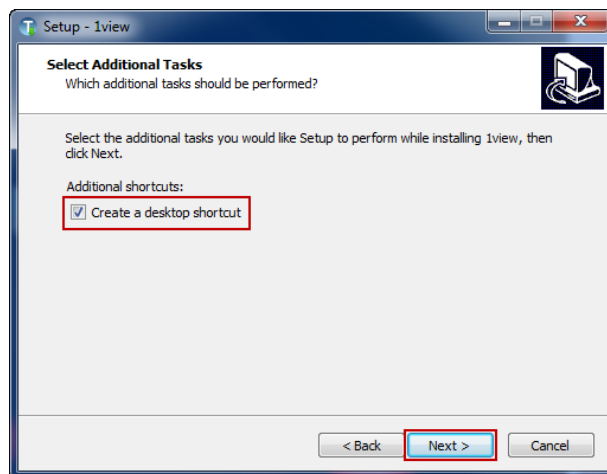 Setup - 1view
Select Additional Tasks
Which additional tasks should be performed?
Select the additional tasks you would like Setup to perform while installing 1view, then
click Next.
Additional shortcuts:
Create a desktop shortcut
< Back Next > Cancel